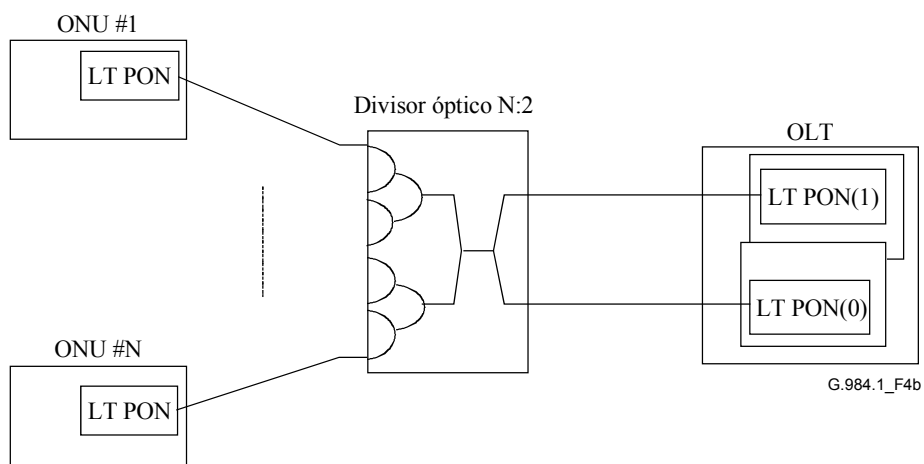 ONU #1
LT PON
Divisor óptico N:2
OLT
LT PON(1)
LT PON(0)
ONU #N
LT PON
G.984.1_F4b